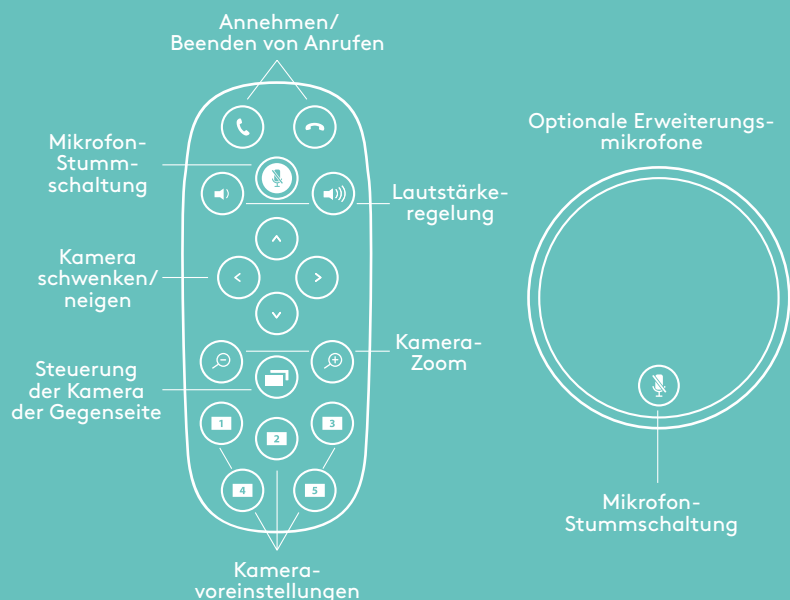 Annehmen/
Beenden von Anrufen
Mikrofon-
Stumm-
schaltung
Lautstärke-
regelung
Kamera
schwenken/
neigen
Kamera-
Zoom
Steuerung
der Kamera
der Gegenseite
1
2
3
4
5
Kamera-
voreinstellungen
Optionale Erweiterungs-
mikrofone
Mikrofon-
Stummschaltung